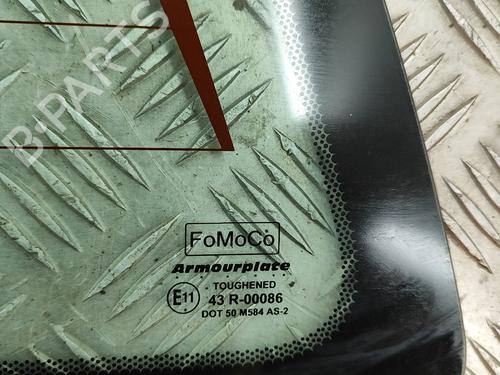 B-PARTS
FoMoCo
Armourplate
TOUGHENED
E11 43 R-00086
DOT 50 M584 AS-2